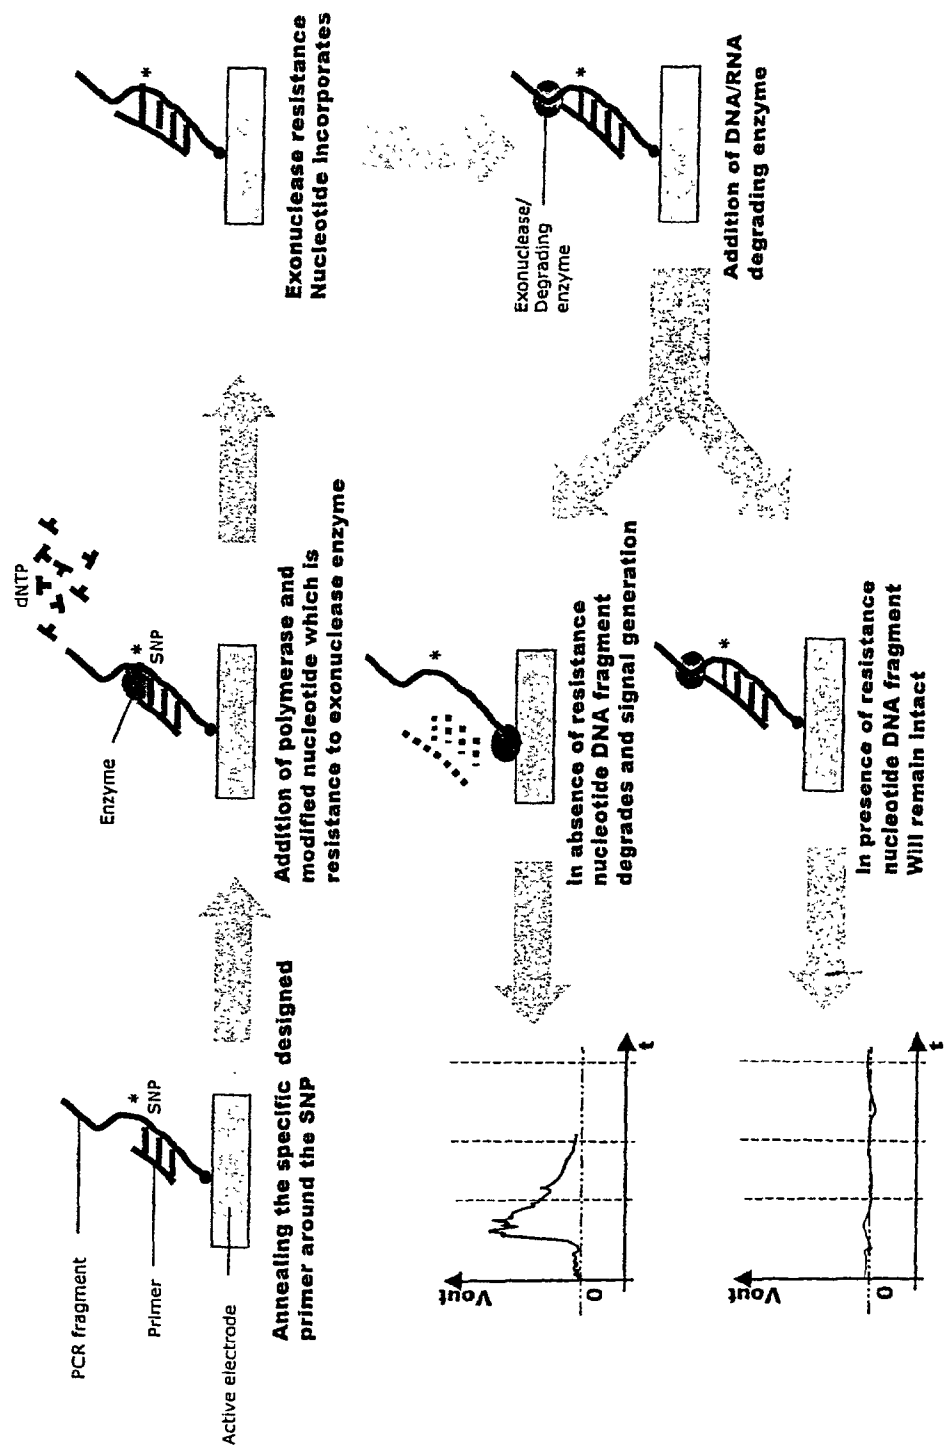 PCR fragment
Primer
Active electrode
*
SNP
Annealing the specific designed
primer around the SNP
dNTP
Enzyme
*
SNP
Addition of polymerase and
modified nucleotide which is
resistance to exonuclease enzyme
*
Exonuclease resistance
Nucleotide incorporates
Exonuclease/
Degrading
enzyme
*
Addition of DNA/RNA
degrading enzyme
*
In absence of resistance
nucleotide DNA fragment
degrades and signal generation
*
In presence of resistance
nucleotide DNA fragment
Will remain intact
Vout
0
t
Vout
0
t